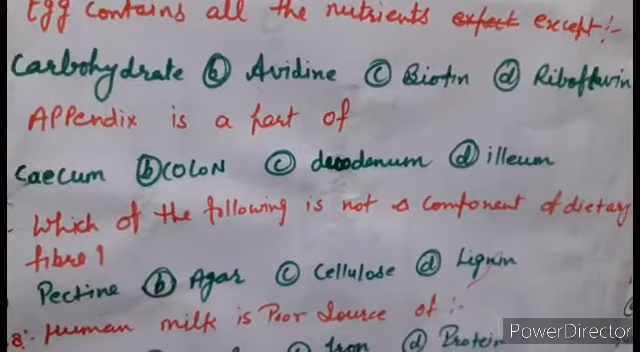 Egg contains all the nutrients expect except:-
Carbohydrate (b) Avidine (c) Biotin (d) Riboflavin
APPendix is a part of
Caecum (b) COLON (c) deodenum (d) illeum
Which of the following is not a component of dietary
fibre?
Pectine (b) Agar (c) Cellulose (d) Lignin
8:- Human milk is Poor Source of :-
Iron (d) Protein
PowerDirector